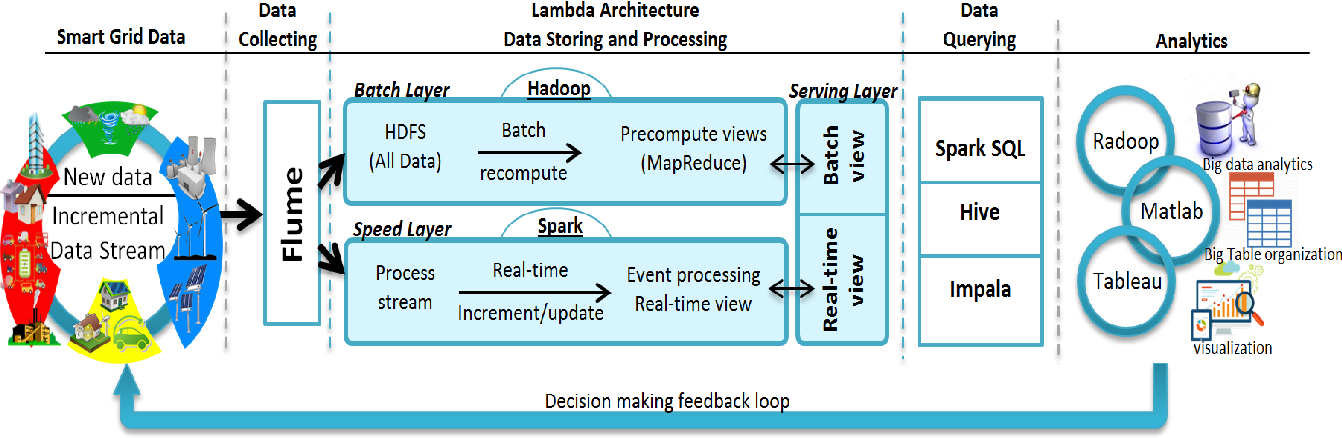 Smart Grid Data
Data
Collecting
Lambda Architecture
Data Storing and Processing
Data
Querying
Analytics
New data
Incremental
Data Stream
Flume
Batch Layer
Hadoop
HDFS
(All Data)
Batch
recompute
Precompute views
(MapReduce)
Speed Layer
Spark
Process
stream
Real-time
Increment/update
Event processing
Real-time view
Serving Layer
Batch
view
Real-time
view
Spark SQL
Hive
Impala
Radoop
Matlab
Tableau
Big data analytics
Big Table organization
Visualization
Decision making feedback loop